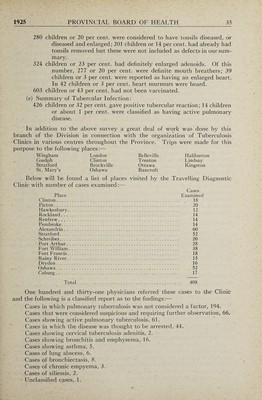 1925 PROVINCIAL BOARD OF HEALTH 35
280 children or 20 per cent. were considered to have tonsils diseased, or
diseased and enlarged; 201 children or 14 per cent. had already had
tonsils removed but these were not included as defects in our sum-
mary.
324 children or 23 per cent. had definitely enlarged adenoids. Of this
number, 277 or 20 per cent. were definite mouth breathers; 39
children or 3 per cent. were reported as having an enlarged heart.
In 42 children or 3 per cent. heart murmurs were heard.
603 children or 43 per cent. had not been vaccinated.
(e) Summary of Tubercular Infection:
426 children or 32 per cent. gave positive tubercular reaction; 14 children
or about 1 per cent. were classified as having active pulmonary
disease.
In addition to the above survey a great deal of work was done by this
branch of the Division in connection with the organization of Tuberculosis
Clinics in various centres throughout the Province. Trips were made for this
purpose to the following places:—
Wingham London Belleville Haliburton
Guelph Clinton Trenton Lindsay
Stratford Brockville Ottawa Kingston
St. Mary's Oshawa Bancroft
Below will be found a list of places visited by the Travelling Diagnostic
Clinic with number of cases examined:—
Cases
Place Examined
Clinton 18
Picton 20
Hawkesbury 12
Rockland 14
Renfrew 14
Pembroke 14
Alexandria 60
Stratford 52
Schreiber 20
Port Arthur 28
Fort William 38
Fort Francis 18
Rainy River 15
Dryden 16
Oshawa 52
Coburg 17
Total 408
One hundred and thirty-one physicians referred these cases to the Clinic
and the following is a classified report as to the findings:—
Cases in which pulmonary tuberculosis was not considered a factor, 194.
Cases that were considered suspicious and requiring further observation, 66.
Cases showing active pulmonary tuberculosis, 61.
Cases in which the disease was thought to be arrested, 44.
Cases showing cervical tuberculosis adenitis, 2.
Cases showing bronchitis and emphysema, 16.
Cases showing asthma, 5.
Cases of lung abscess, 6.
Cases of bronchiectasis, 8.
Cases of chronic empyema, 3.
Cases of siliensis, 2.
Unclassified cases, 1.